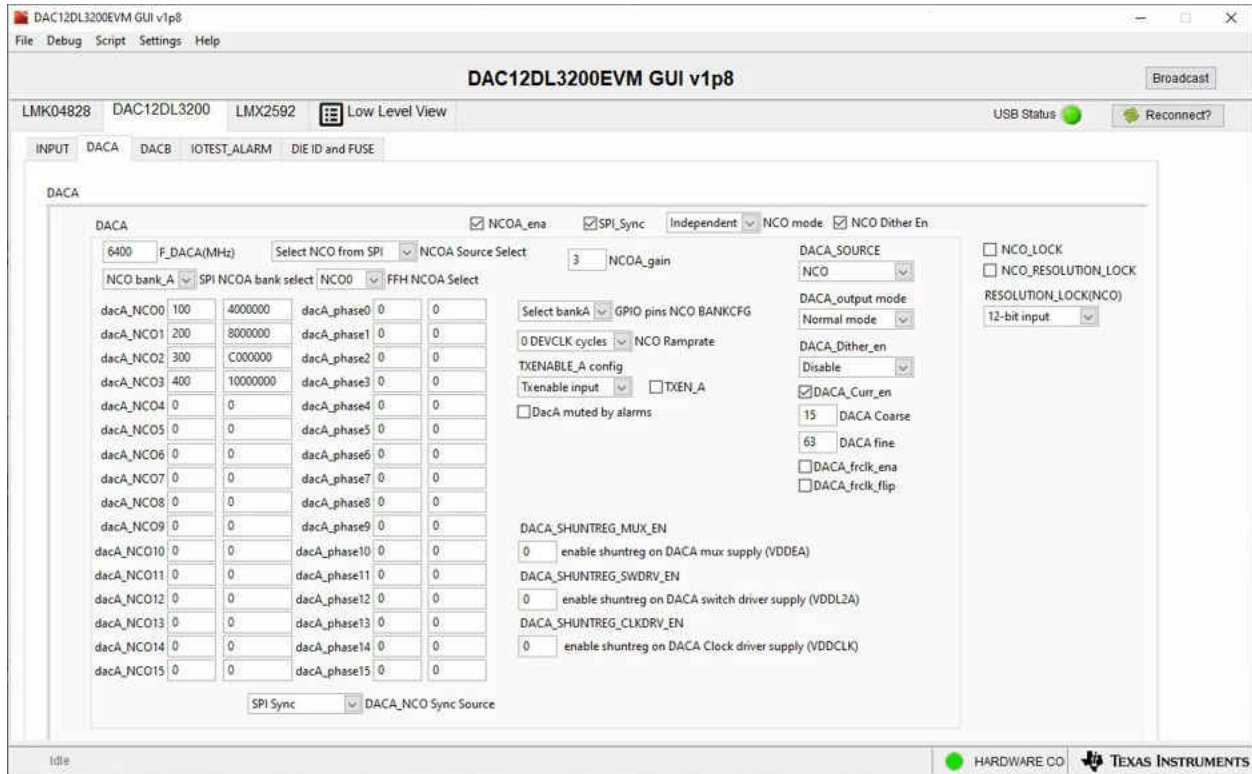 DAC12DL3200EVM GUI v1p8
File Debug Script Settings Help
DAC12DL3200EVM GUI v1p8
Broadcast
LMK04828 DAC12DL3200 LMX2592 Low Level View USB Status Reconnect?
INPUT DACA DACB IOTEST_ALARM DIE ID and FUSE
DACA
DACA NCOA_ena SPI_Sync Independent NCO mode NCO Dither En
6400 F_DACA(MHz) Select NCO from SPI NCOA Source Select 3 NCOA_gain DACA_SOURCE NCO_LOCK
NCO NCO_RESOLUTION_LOCK
NCO bank_A SPI NCOA bank select NCO0 FFH NCOA Select
RESOLUTION_LOCK(NCO)
dacA_NCO0 100 4000000 dacA_phase0 0 0 Select bankA GPIO pins NCO BANKCFG DACA_output mode
Normal mode 12-bit input
dacA_NCO1 200 8000000 dacA_phase1 0 0
0 DEVCLK cycles NCO Ramprate DACA_Dither_en
dacA_NCO2 300 C000000 dacA_phase2 0 0
TXENABLE_A config Disable
dacA_NCO3 400 10000000 dacA_phase3 0 0 Txenable input TXEN_A
DACA_Curr_en
dacA_NCO4 0 0 dacA_phase4 0 0 DacA muted by alarms 15 DACA Coarse
dacA_NCO5 0 0 dacA_phase5 0 0 63 DACA fine
dacA_NCO6 0 0 dacA_phase6 0 0 DACA_frclk_ena
dacA_NCO7 0 0 dacA_phase7 0 0 DACA_frclk_flip
dacA_NCO8 0 0 dacA_phase8 0 0
dacA_NCO9 0 0 dacA_phase9 0 0 DACA_SHUNTREG_MUX_EN
dacA_NCO10 0 0 dacA_phase10 0 0 0 enable shuntreg on DACA mux supply (VDDEA)
dacA_NCO11 0 0 dacA_phase11 0 0 DACA_SHUNTREG_SWDRV_EN
dacA_NCO12 0 0 dacA_phase12 0 0 0 enable shuntreg on DACA switch driver supply (VDDL2A)
dacA_NCO13 0 0 dacA_phase13 0 0 DACA_SHUNTREG_CLKDRV_EN
dacA_NCO14 0 0 dacA_phase14 0 0 0 enable shuntreg on DACA Clock driver supply (VDDCLK)
dacA_NCO15 0 0 dacA_phase15 0 0
SPI Sync DACA_NCO Sync Source
Idle HARDWARE CO TEXAS INSTRUMENTS